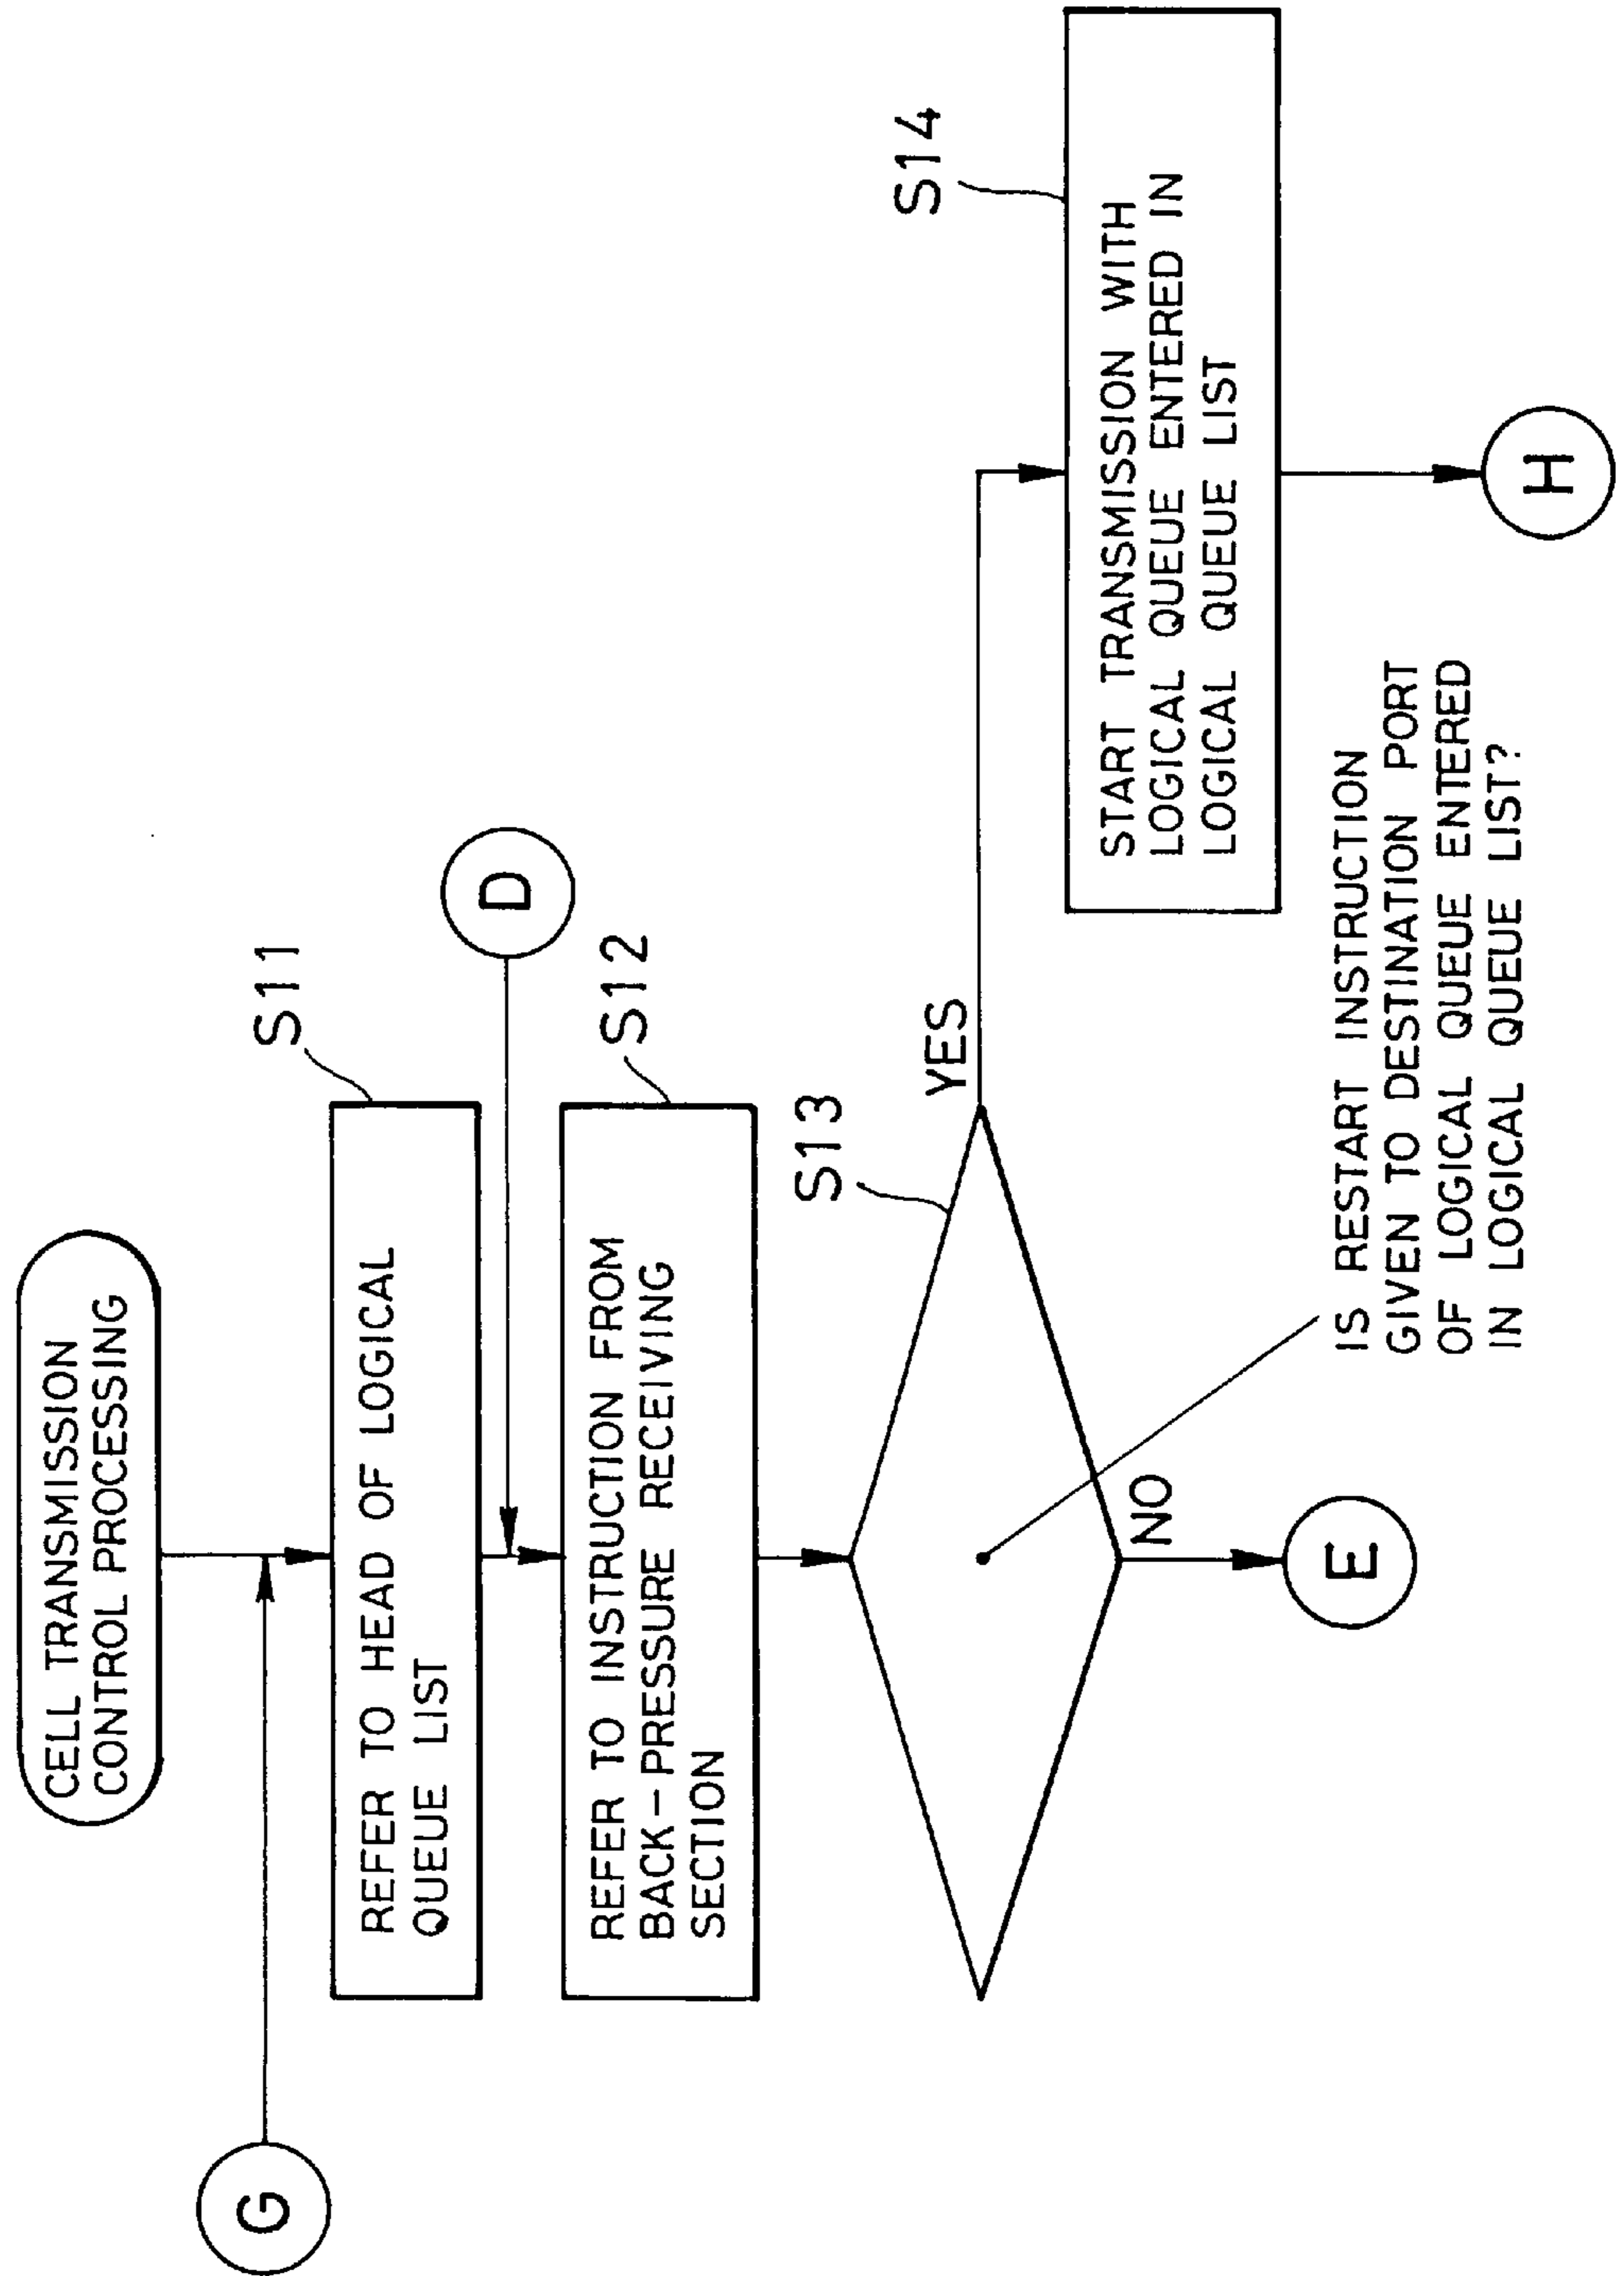 CELL TRANSMISSION
CONTROL PROCESSING
G
S11
REFER TO HEAD OF LOGICAL
QUEUE LIST
D
S12
REFER TO INSTRUCTION FROM
BACK-PRESSURE RECEIVING
SECTION
S13
YES
NO
E
S14
START TRANSMISSION WITH
LOGICAL QUEUE ENTERED IN
LOGICAL QUEUE LIST
H
IS RESTART INSTRUCTION
GIVEN TO DESTINATION PORT
OF LOGICAL QUEUE ENTERED
IN LOGICAL QUEUE LIST?